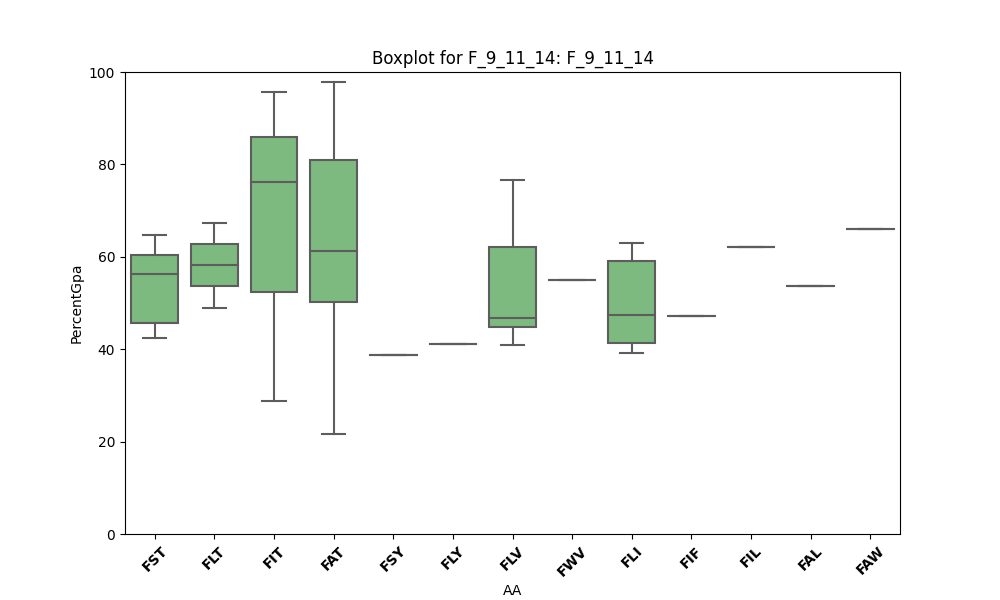 Boxplot for F_9_11_14: F_9_11_14
100
80
60
40
20
0
PercentGpa
FST FLT FIT FAT FSY FLY FLV FWV FLI FIF FIL FAL FAW
AA